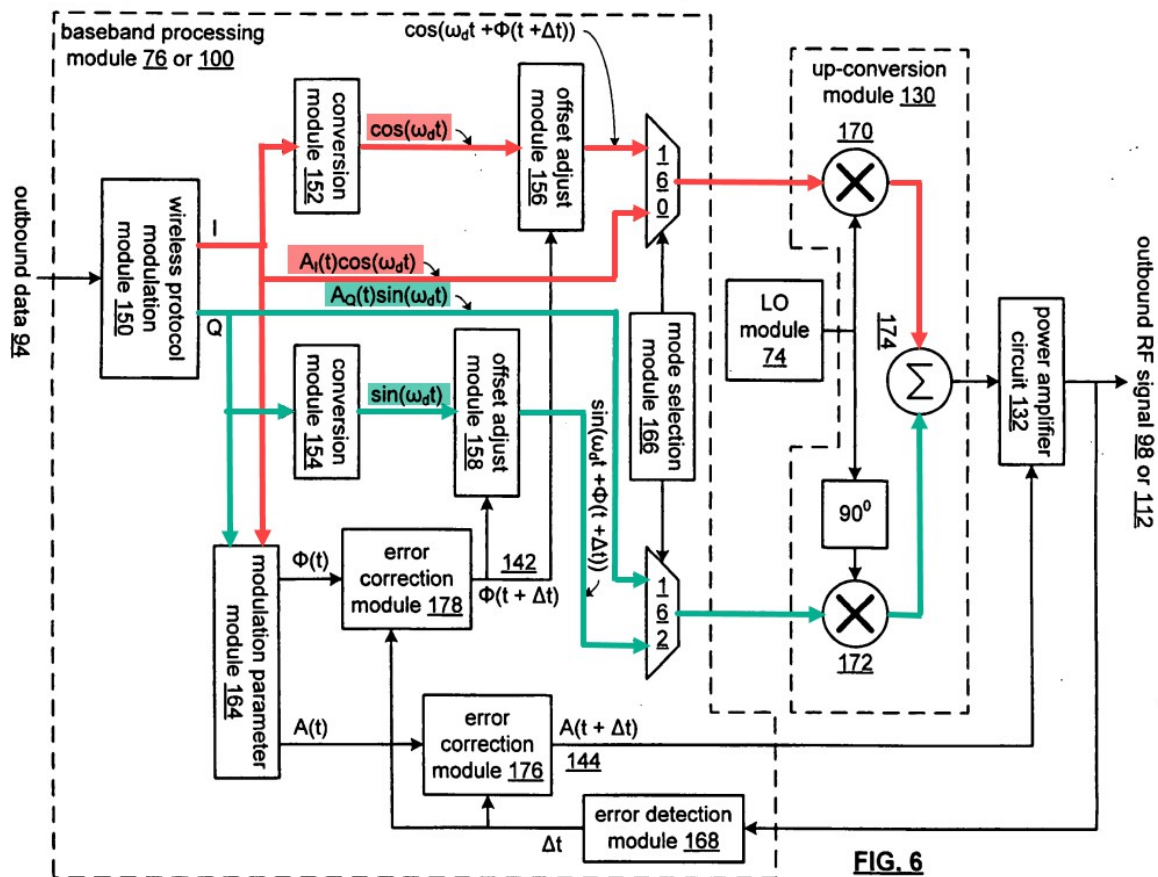 baseband processing
module 76 or 100
cos(ωdt +Φ(t +Δt))
up-conversion
module 130
conversion
module 152
cos(ωdt)
offset adjust
module 156
1
6
0
170
outbound data 94
wireless protocol
modulation
module 150
I
AI(t)cos(ωdt)
AQ(t)sin(ωdt)
Q
LO
module
74
174
Σ
power amplifier
circuit 132
outbound RF
signal 98 or
112
conversion
module 154
sin(ωdt)
offset adjust
module 158
sin(ωdt +Φ(t +Δt))
mode selection
module 166
90⁰
modulation parameter
module 164
Φ(t)
error
correction
module 178
142
Φ(t + Δt)
1
6
2
172
A(t)
error
correction
module 176
A(t + Δt)
144
Δt
error detection
module 168
FIG. 6